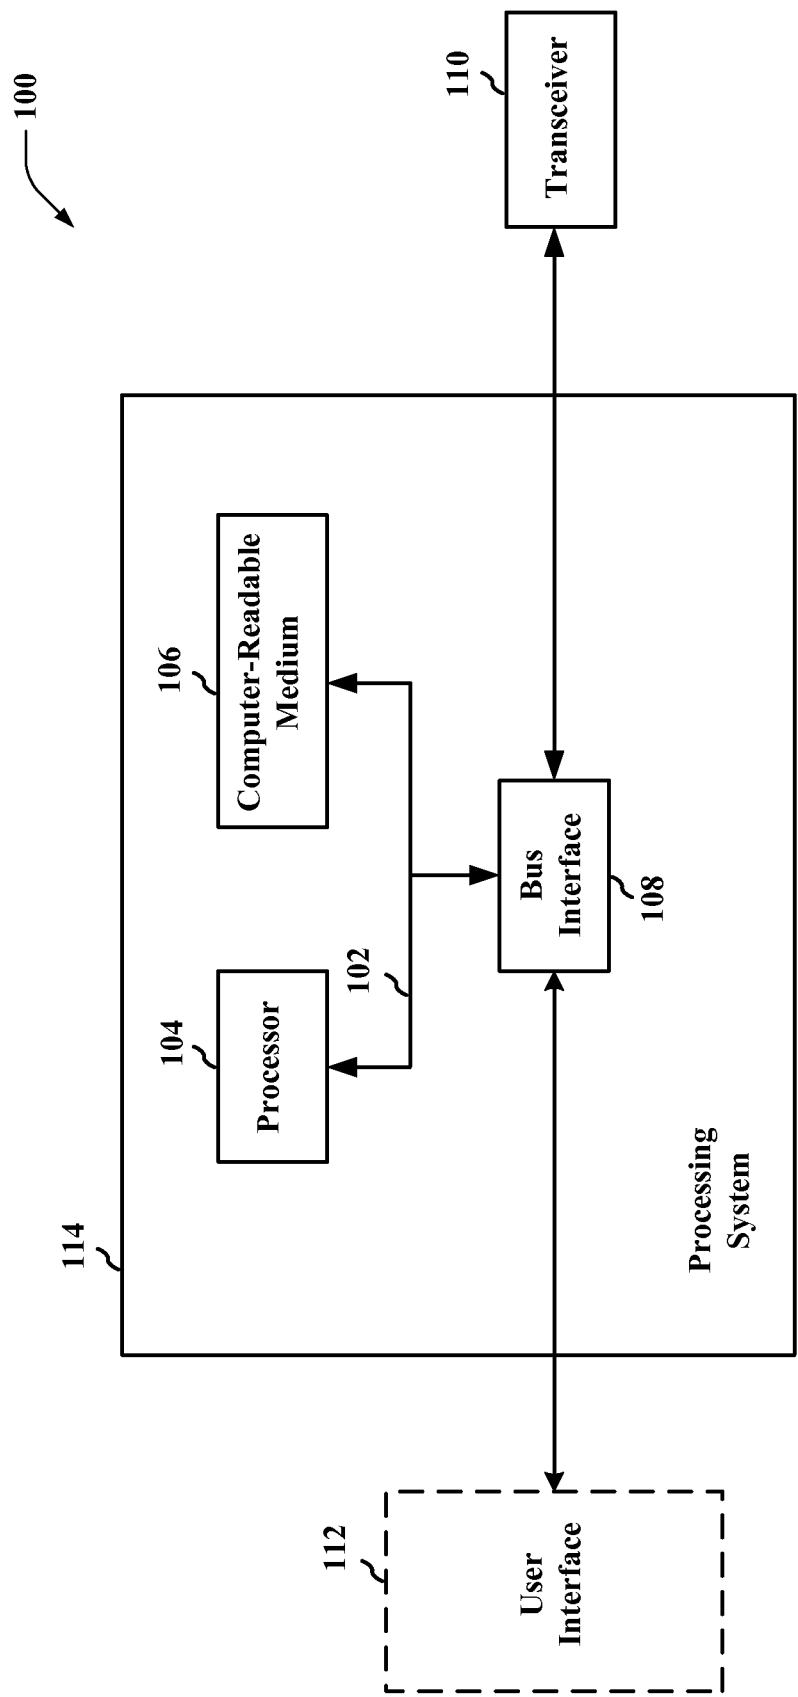 100
110
Transceiver
106
Computer-Readable
Medium
104
Processor
102
Bus
Interface
108
114
Processing
System
112
User
Interface